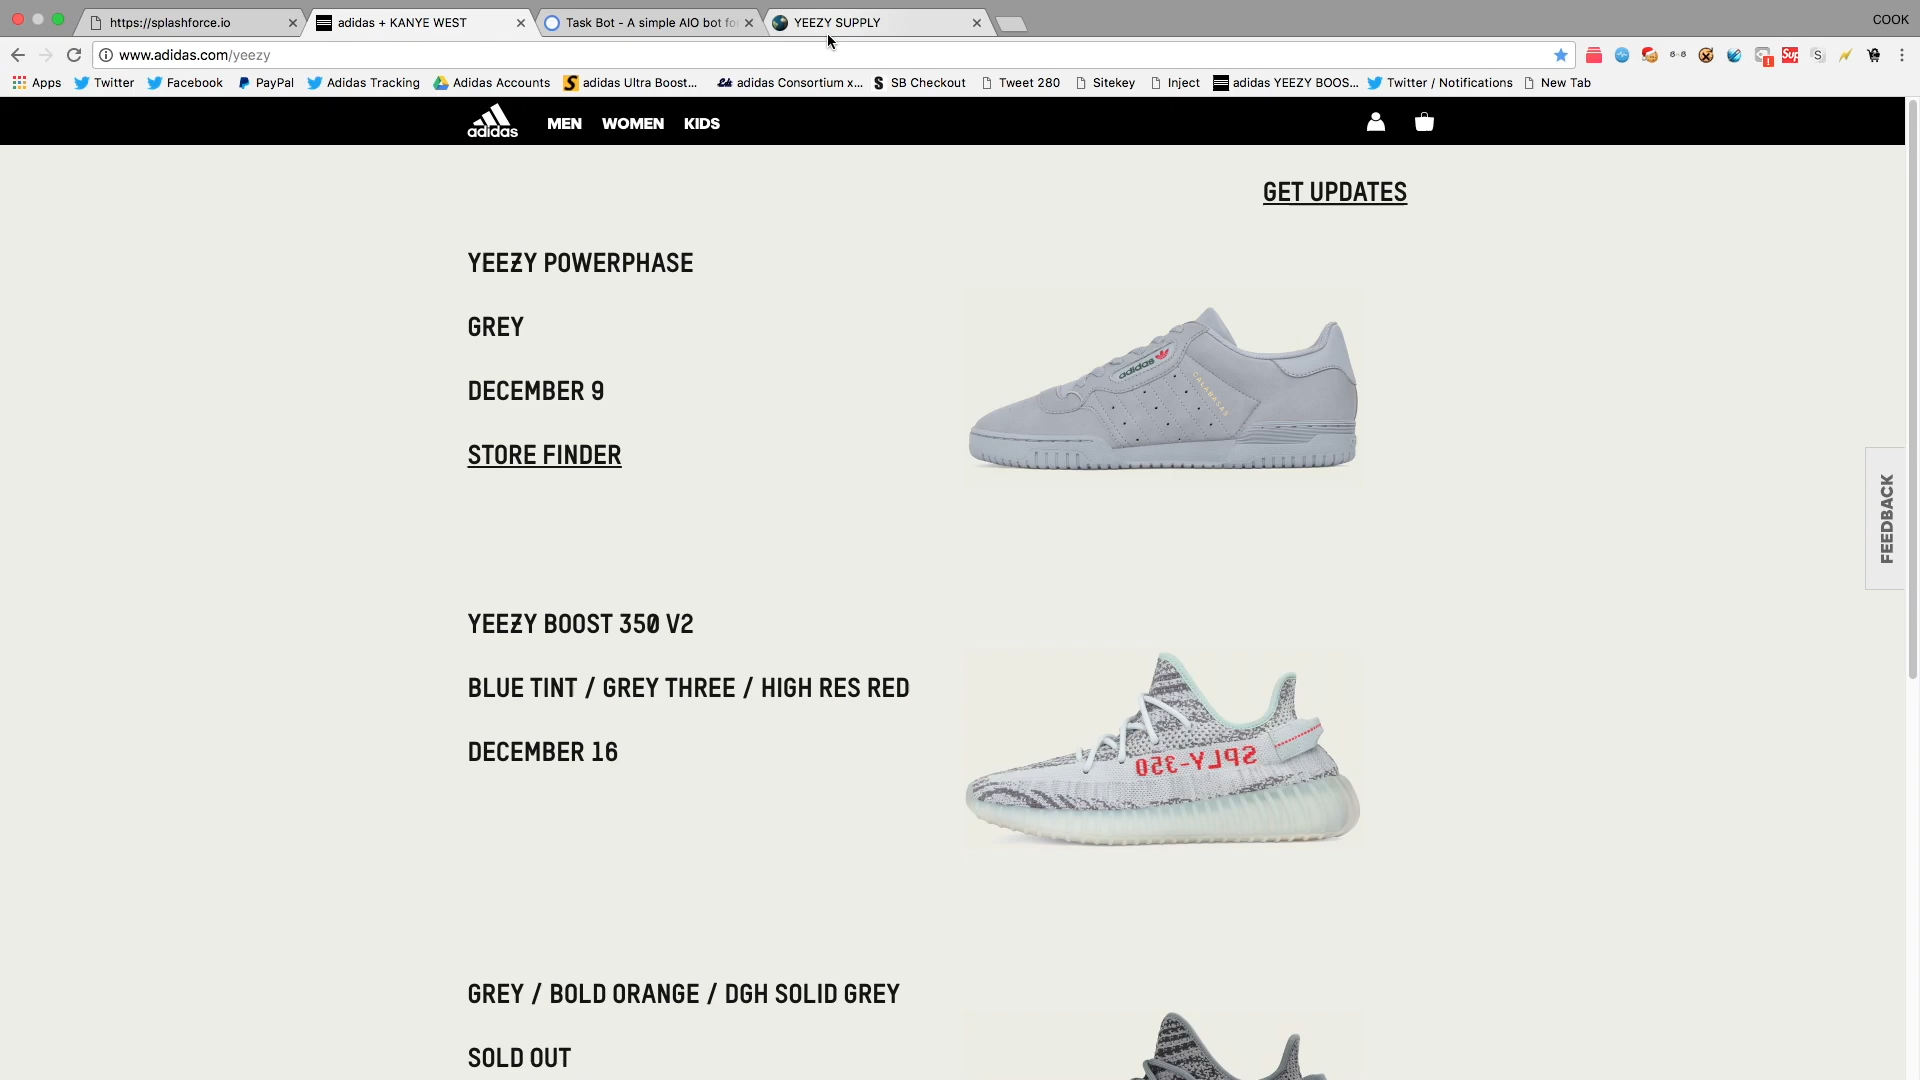 https://splashforce.io
adidas + KANYE WEST
Task Bot - A simple AIO bot fo
YEEZY SUPPLY
COOK
www.adidas.com/yeezy
Apps
Twitter
Facebook
PayPal
Adidas Tracking
Adidas Accounts
adidas Ultra Boost...
adidas Consortium x...
SB Checkout
Tweet 280
Sitekey
Inject
adidas YEEZY BOOS...
Twitter / Notifications
New Tab
adidas
MEN
WOMEN
KIDS
GET UPDATES
YEEZY POWERPHASE
GREY
DECEMBER 9
STORE FINDER
adidas
CALABASAS
FEEDBACK
YEEZY BOOST 350 V2
BLUE TINT / GREY THREE / HIGH RES RED
DECEMBER 16
SPLY-350
GREY / BOLD ORANGE / DGH SOLID GREY
SOLD OUT